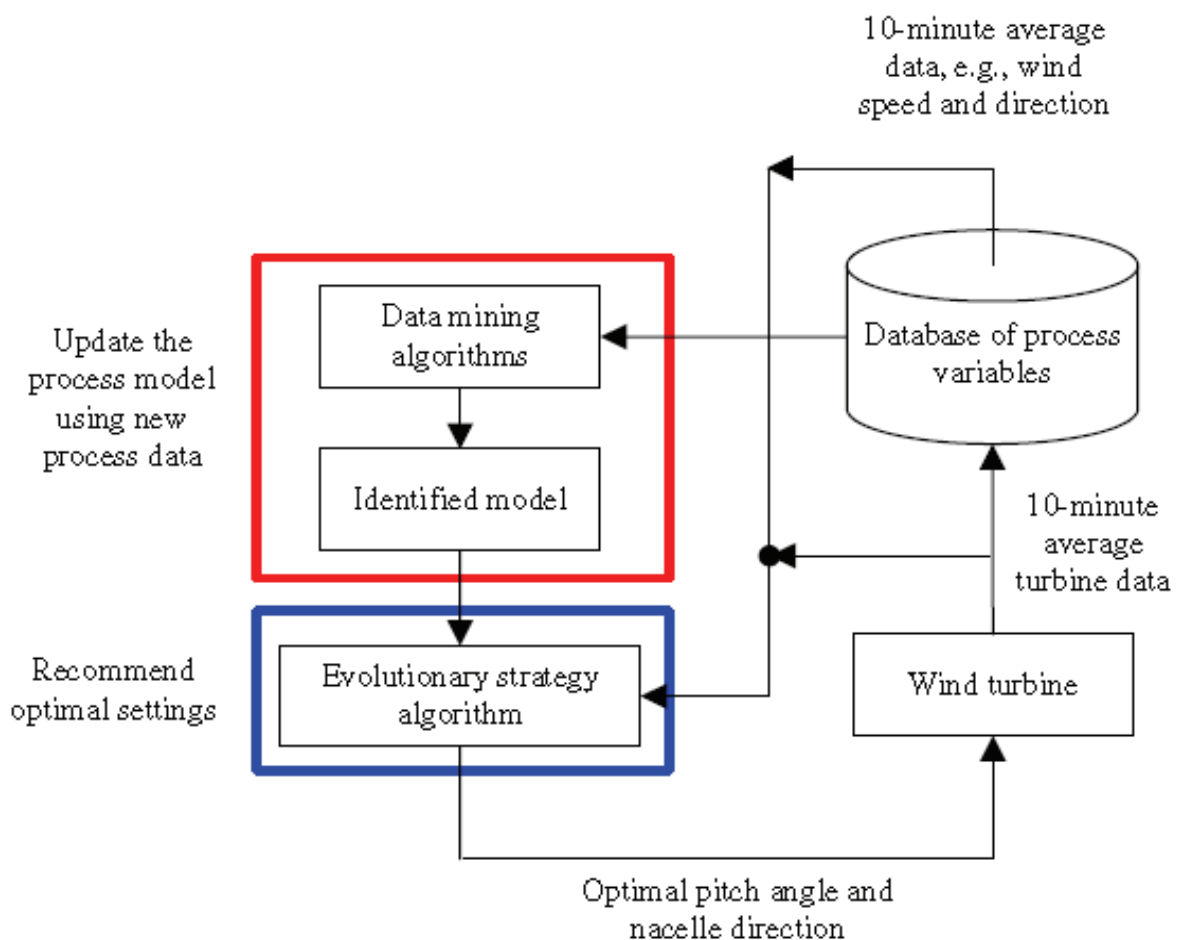 10-minute average
data, e.g., wind
speed and direction
Data mining
algorithms
Database of process
variables
Update the
process model
using new
process data
Identified model
10-minute
average
turbine data
Recommend
optimal settings
Evolutionary strategy
algorithm
Wind turbine
Optimal pitch angle and
nacelle direction